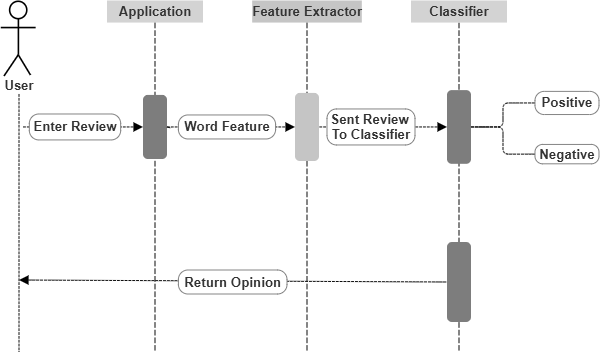 Application
Feature Extractor
Classifier
User
Enter Review
Word Feature
Sent Review
To Classifier
Positive
Negative
Return Opinion